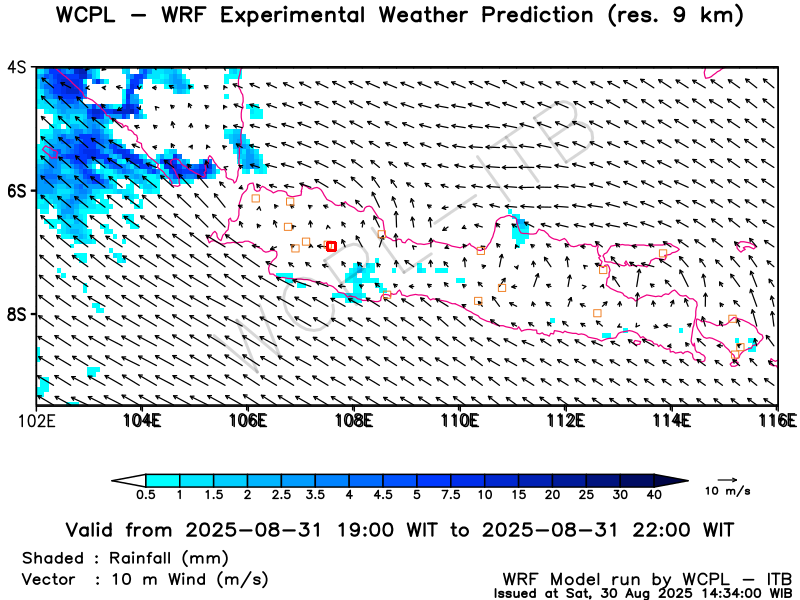 WCPL – WRF Experimental Weather Prediction (res. 9 km)
4S
6S
8S
102E 104E 106E 108E 110E 112E 114E 116E
WCPL–ITB
0.5 1 1.5 2 2.5 3.5 4.5 5 7.5 10 15 20 25 30 40
10 m/s
Valid from 2025–08–31 19:00 WIT to 2025–08–31 22:00 WIT
Shaded : Rainfall (mm)
Vector : 10 m Wind (m/s)
WRF Model run by WCPL – ITB
Issued at Sat, 30 Aug 2025 14:34:00 WIB